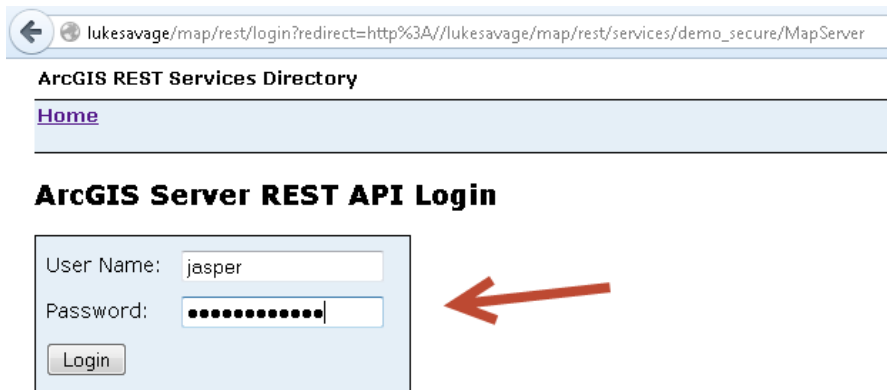 lukesavage/map/rest/login?redirect=http%3A//lukesavage/map/rest/services/demo_secure/MapServer
ArcGIS REST Services Directory
Home
ArcGIS Server REST API Login
User Name: jasper
Password: ●●●●●●●●●●●●
Login